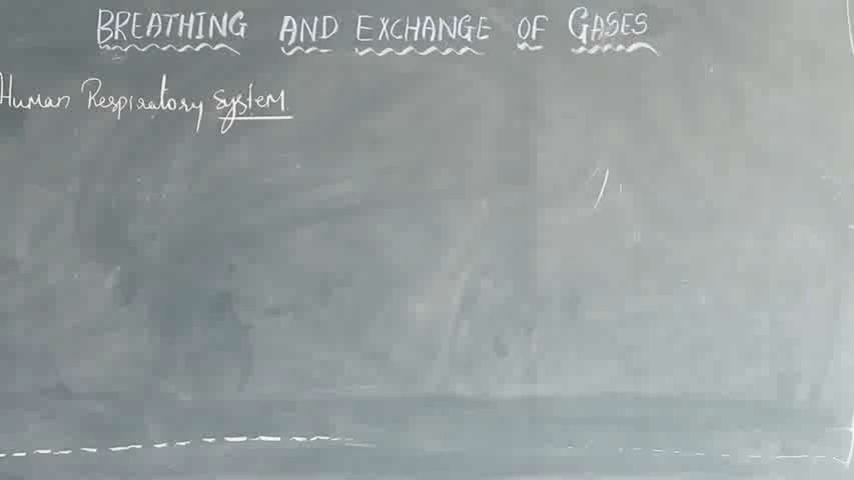 BREATHING AND EXCHANGE OF GASES
Human Respiratory System.